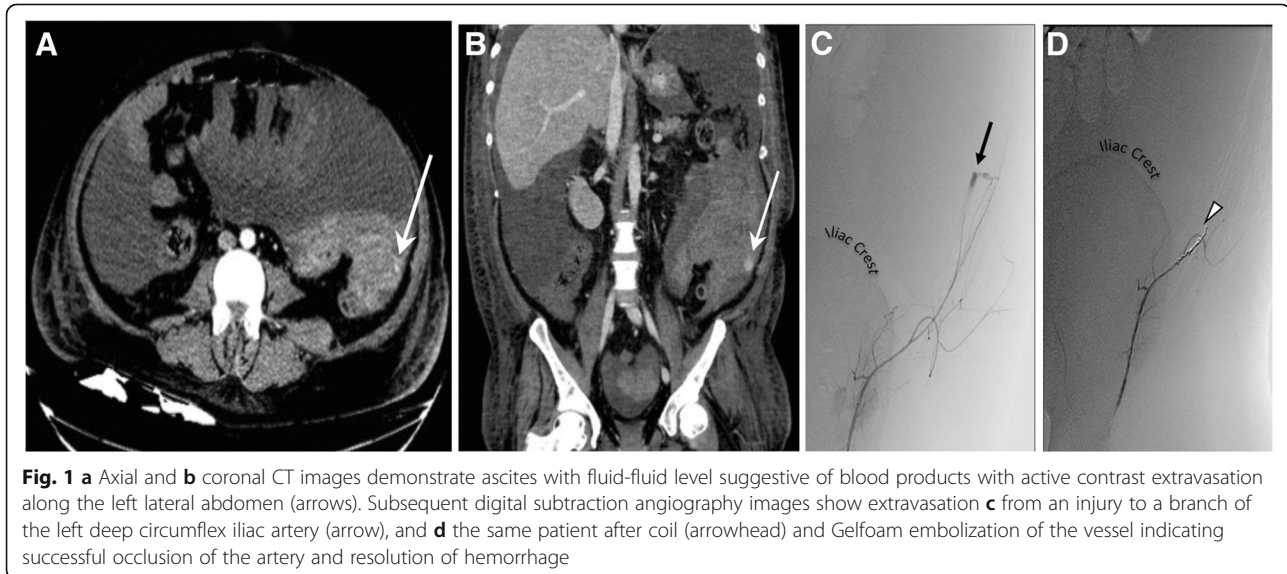 A
B
C
D
Iliac Crest
Iliac Crest
Fig. 1 a Axial and b coronal CT images demonstrate ascites with fluid-fluid level suggestive of blood products with active contrast extravasation
along the left lateral abdomen (arrows). Subsequent digital subtraction angiography images show extravasation c from an injury to a branch of
the left deep circumflex iliac artery (arrow), and d the same patient after coil (arrowhead) and Gelfoam embolization of the vessel indicating
successful occlusion of the artery and resolution of hemorrhage